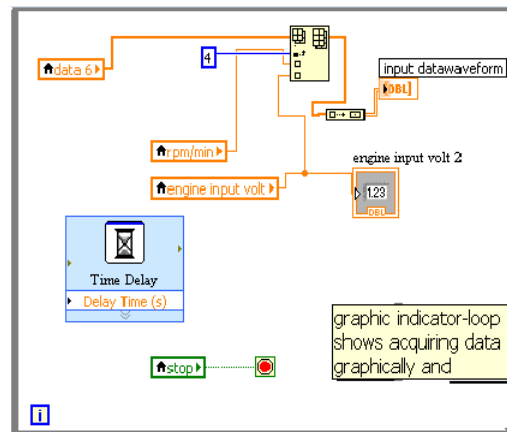 4
data 6
input datawaveform
DBL]
rpm/min
engine input volt 2
engine input volt
1.23
DBL
Time Delay
Delay Time (s)
graphic indicator-loop
shows acquiring data
graphically and
stop
i